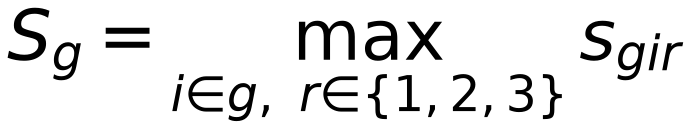 S_g = max_{i∈g, r∈{1,2,3}} s_{gir}